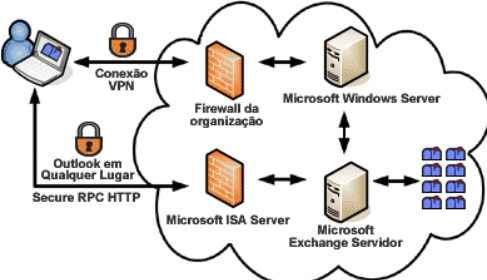 Conexão
VPN
Firewall da
organização
Microsoft Windows Server
Outlook em
Qualquer Lugar
Secure RPC HTTP
Microsoft ISA Server
Microsoft
Exchange Servidor